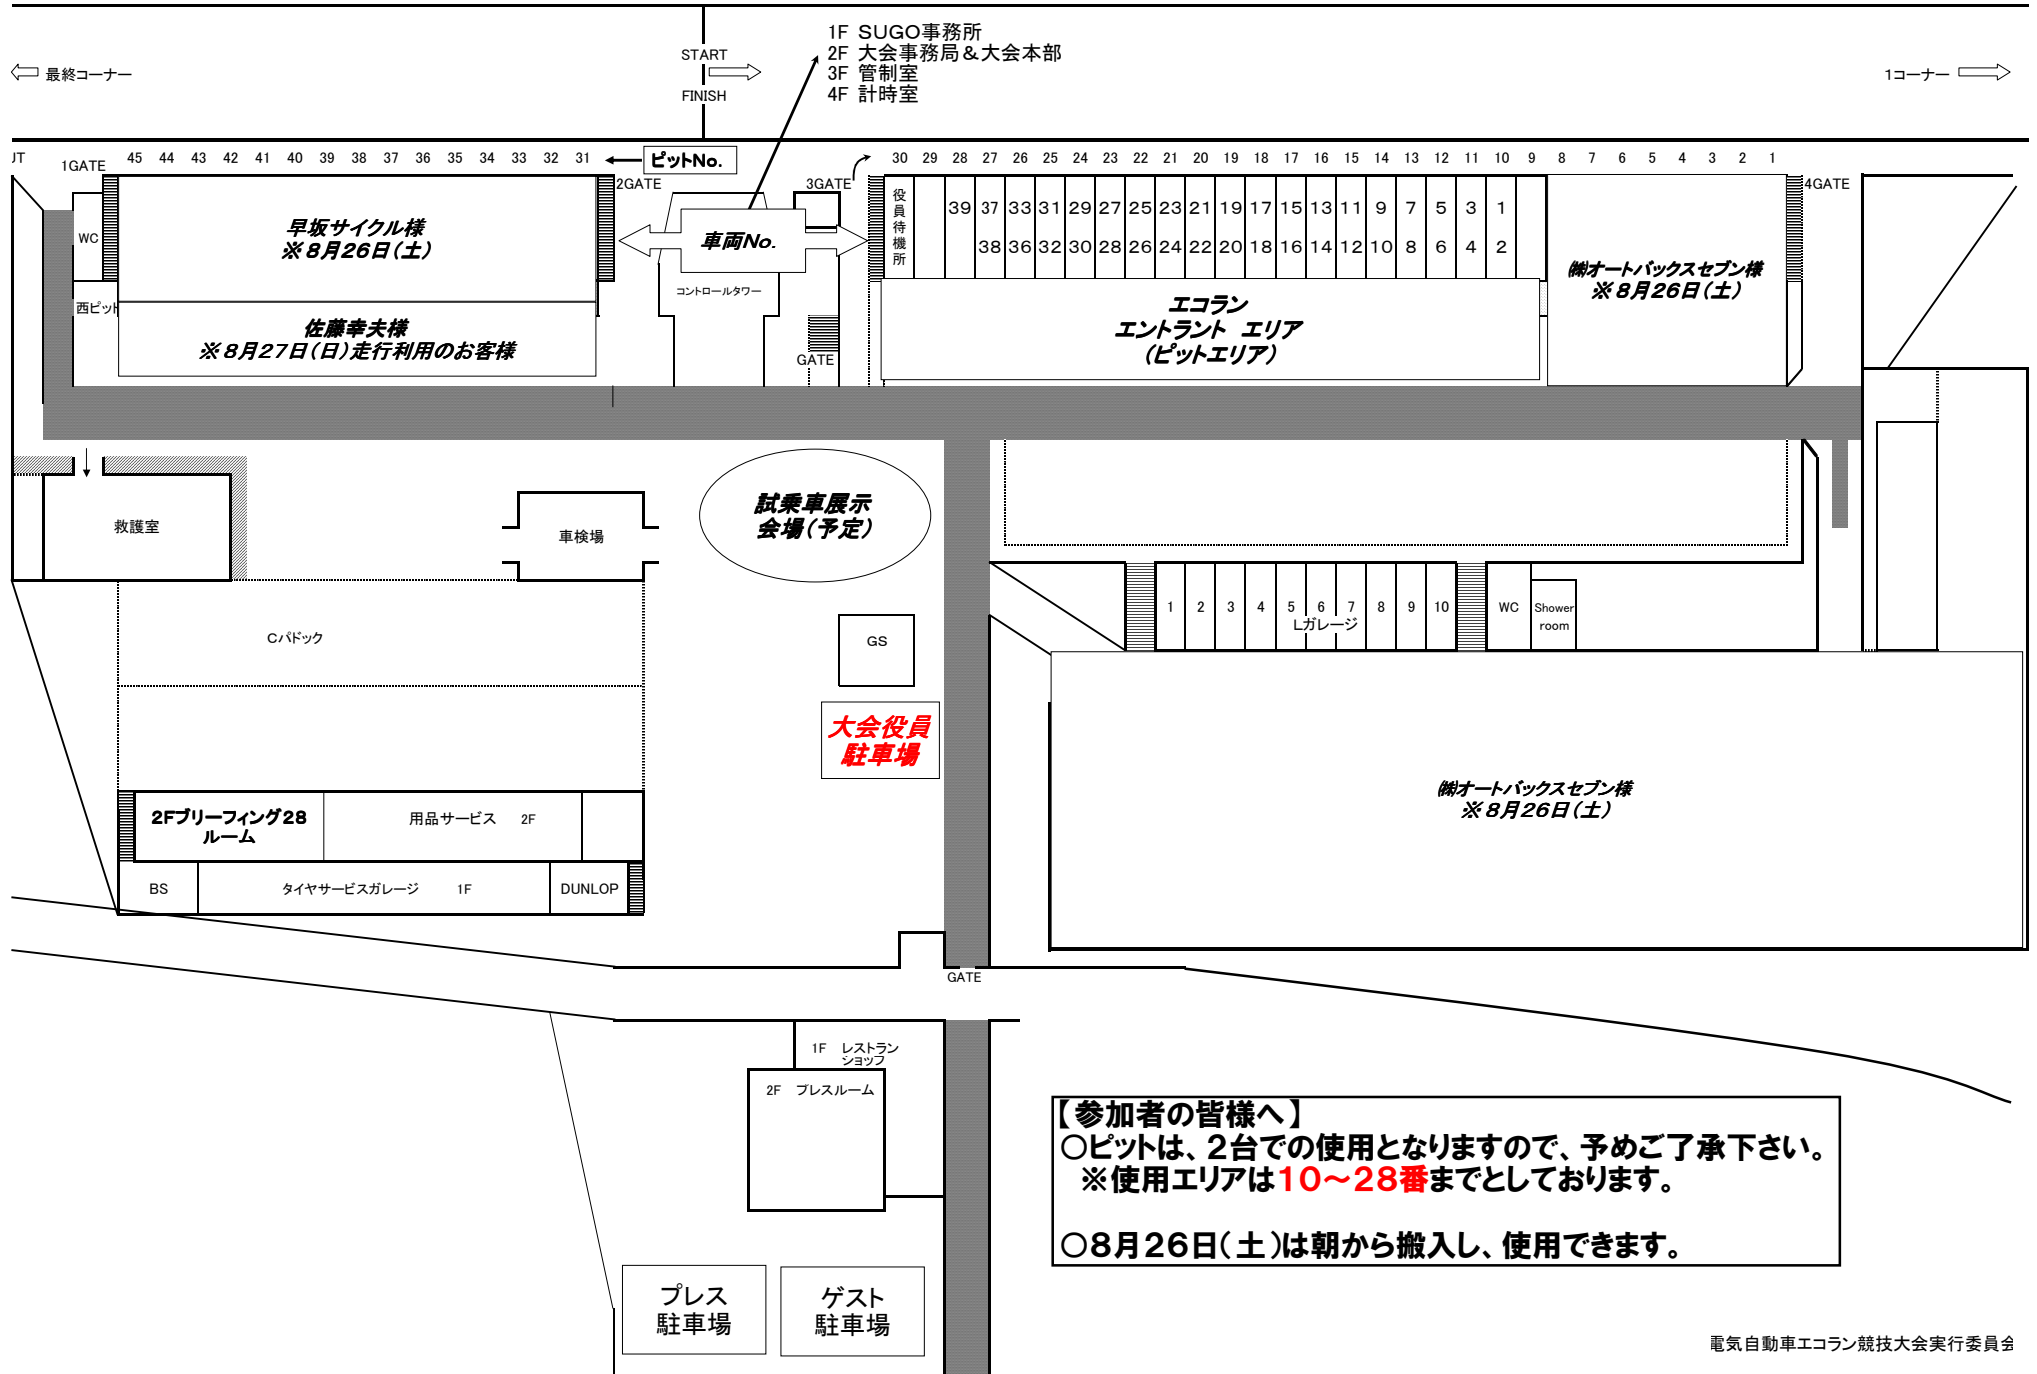 1F SUGO事務所
2F 大会事務局＆大会本部
3F 管制室
4F 計時室
START
FINISH
最終コーナー
1コーナー
1GATE
45 44 43 42 41 40 39 38 37 36 35 34 33 32 31
ピットNo.
30 29 28 27 26 25 24 23 22 21 20 19 18 17 16 15 14 13 12 11 10 9 8 7 6 5 4 3 2 1
2GATE
3GATE
4GATE
WC
西ピット
早坂サイクル様
※8月26日(土)
佐藤幸夫様
※8月27日(日)走行利用のお客様
車両No.
コントロールタワー
GATE
役員待機所
39 37 33 31 29 27 25 23 21 19 17 15 13 11 9 7 5 3 1
38 36 32 30 28 26 24 22 20 18 16 14 12 10 8 6 4 2
エコラン
エントラント エリア
(ピットエリア)
㈱オートバックスセブン様
※8月26日(土)
救護室
車検場
試乗車展示
会場(予定)
1 2 3 4 5 6 7 8 9 10
Lガレージ
WC
Shower
room
Cパドック
GS
大会役員
駐車場
㈱オートバックスセブン様
※8月26日(土)
2Fブリーフィング28
ルーム
用品サービス 2F
BS
タイヤサービスガレージ 1F
DUNLOP
GATE
1F レストラン
ショップ
2F プレスルーム
【参加者の皆様へ】
○ピットは、2台での使用となりますので、予めご了承下さい。
※使用エリアは10～28番までとしております。
○8月26日(土)は朝から搬入し、使用できます。
プレス
駐車場
ゲスト
駐車場
電気自動車エコラン競技大会実行委員会